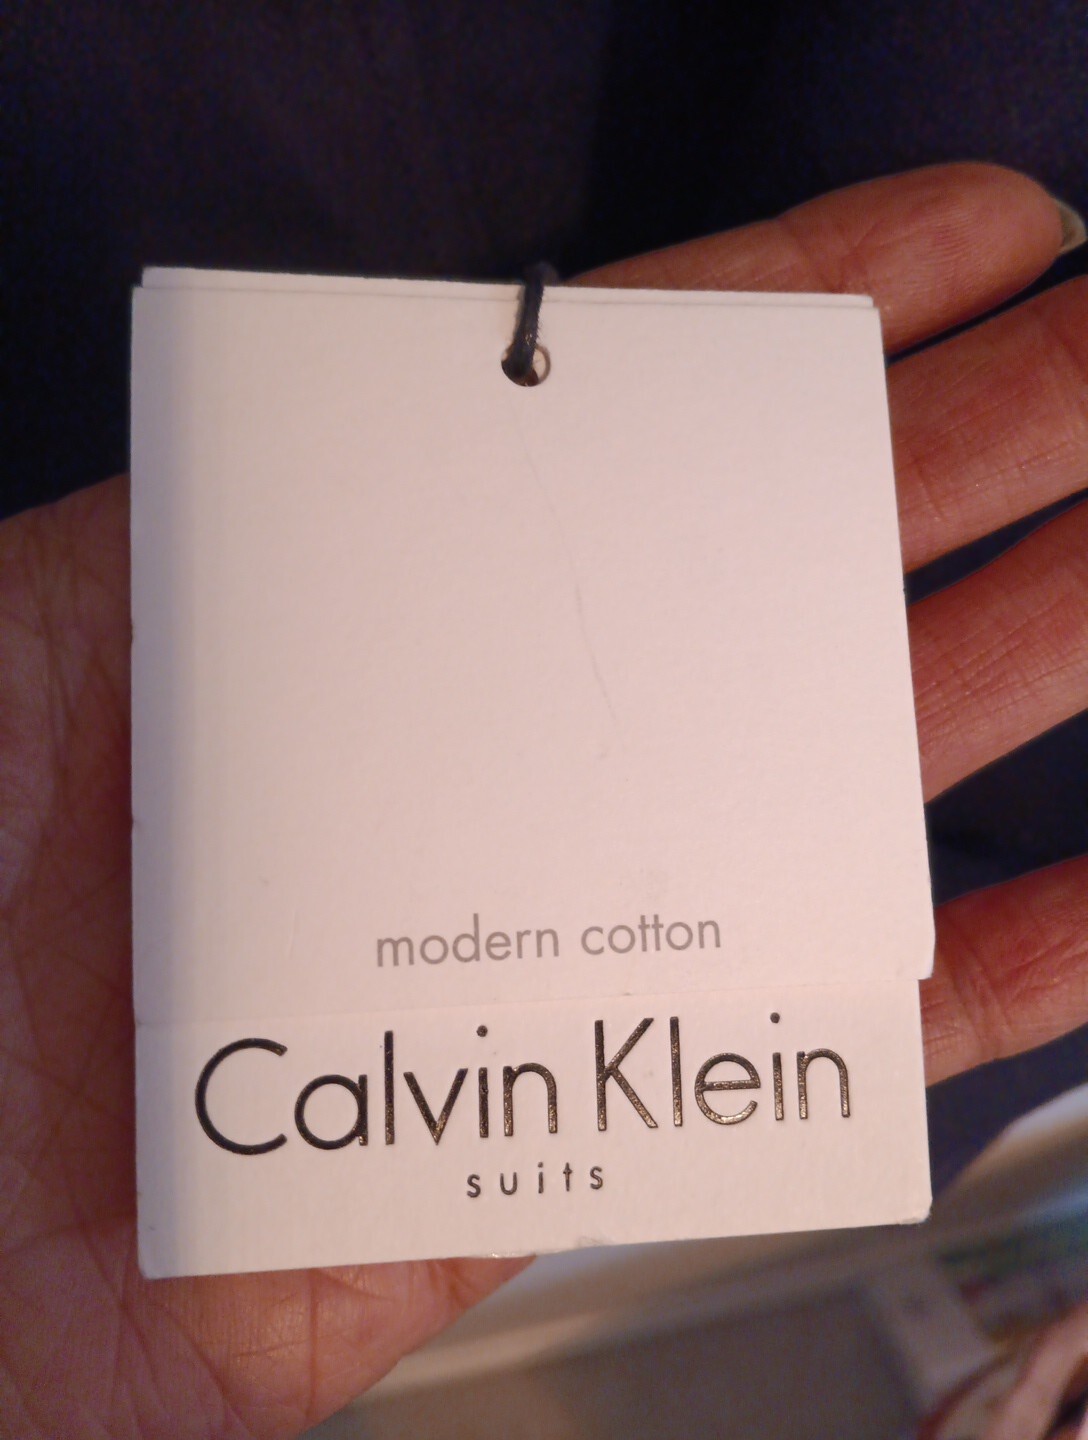 modern cotton
Calvin Klein
suits